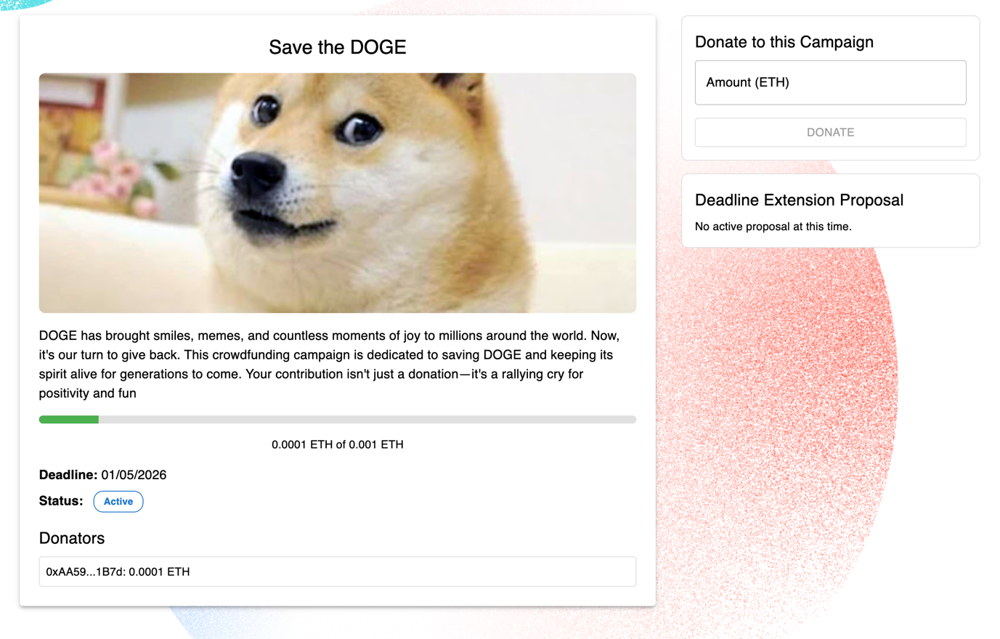 Save the DOGE
DOGE has brought smiles, memes, and countless moments of joy to millions around the world. Now,
it's our turn to give back. This crowdfunding campaign is dedicated to saving DOGE and keeping its
spirit alive for generations to come. Your contribution isn't just a donation—it's a rallying cry for
positivity and fun
0.0001 ETH of 0.001 ETH
Deadline: 01/05/2026
Status: Active
Donators
0xAA59...1B7d: 0.0001 ETH
Donate to this Campaign
Amount (ETH)
DONATE
Deadline Extension Proposal
No active proposal at this time.